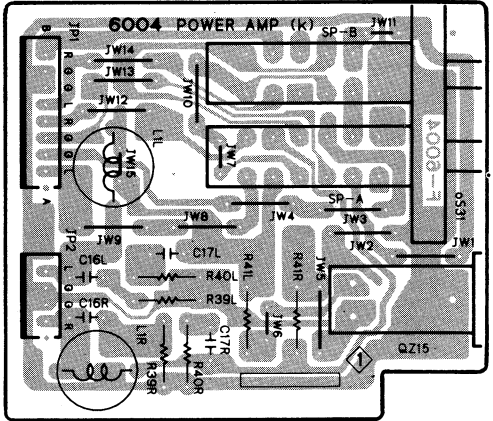 6004 POWER AMP (k)
JW11
SP-B
B
JP1
JW14
R
G
JW13
G
L
JW12
JW10
R
G
G
L
L1L
JW15
JW7
F-6004
A
SP-A
S31
JW9
JW8
JW4
JW3
JW2
JW1
JP2
L
G
G
R
C16L
C17L
C16R
R40L
R39L
R41L
R41R
JW5
JW6
L1R
R39R
R40R
C17R
1
QZ15